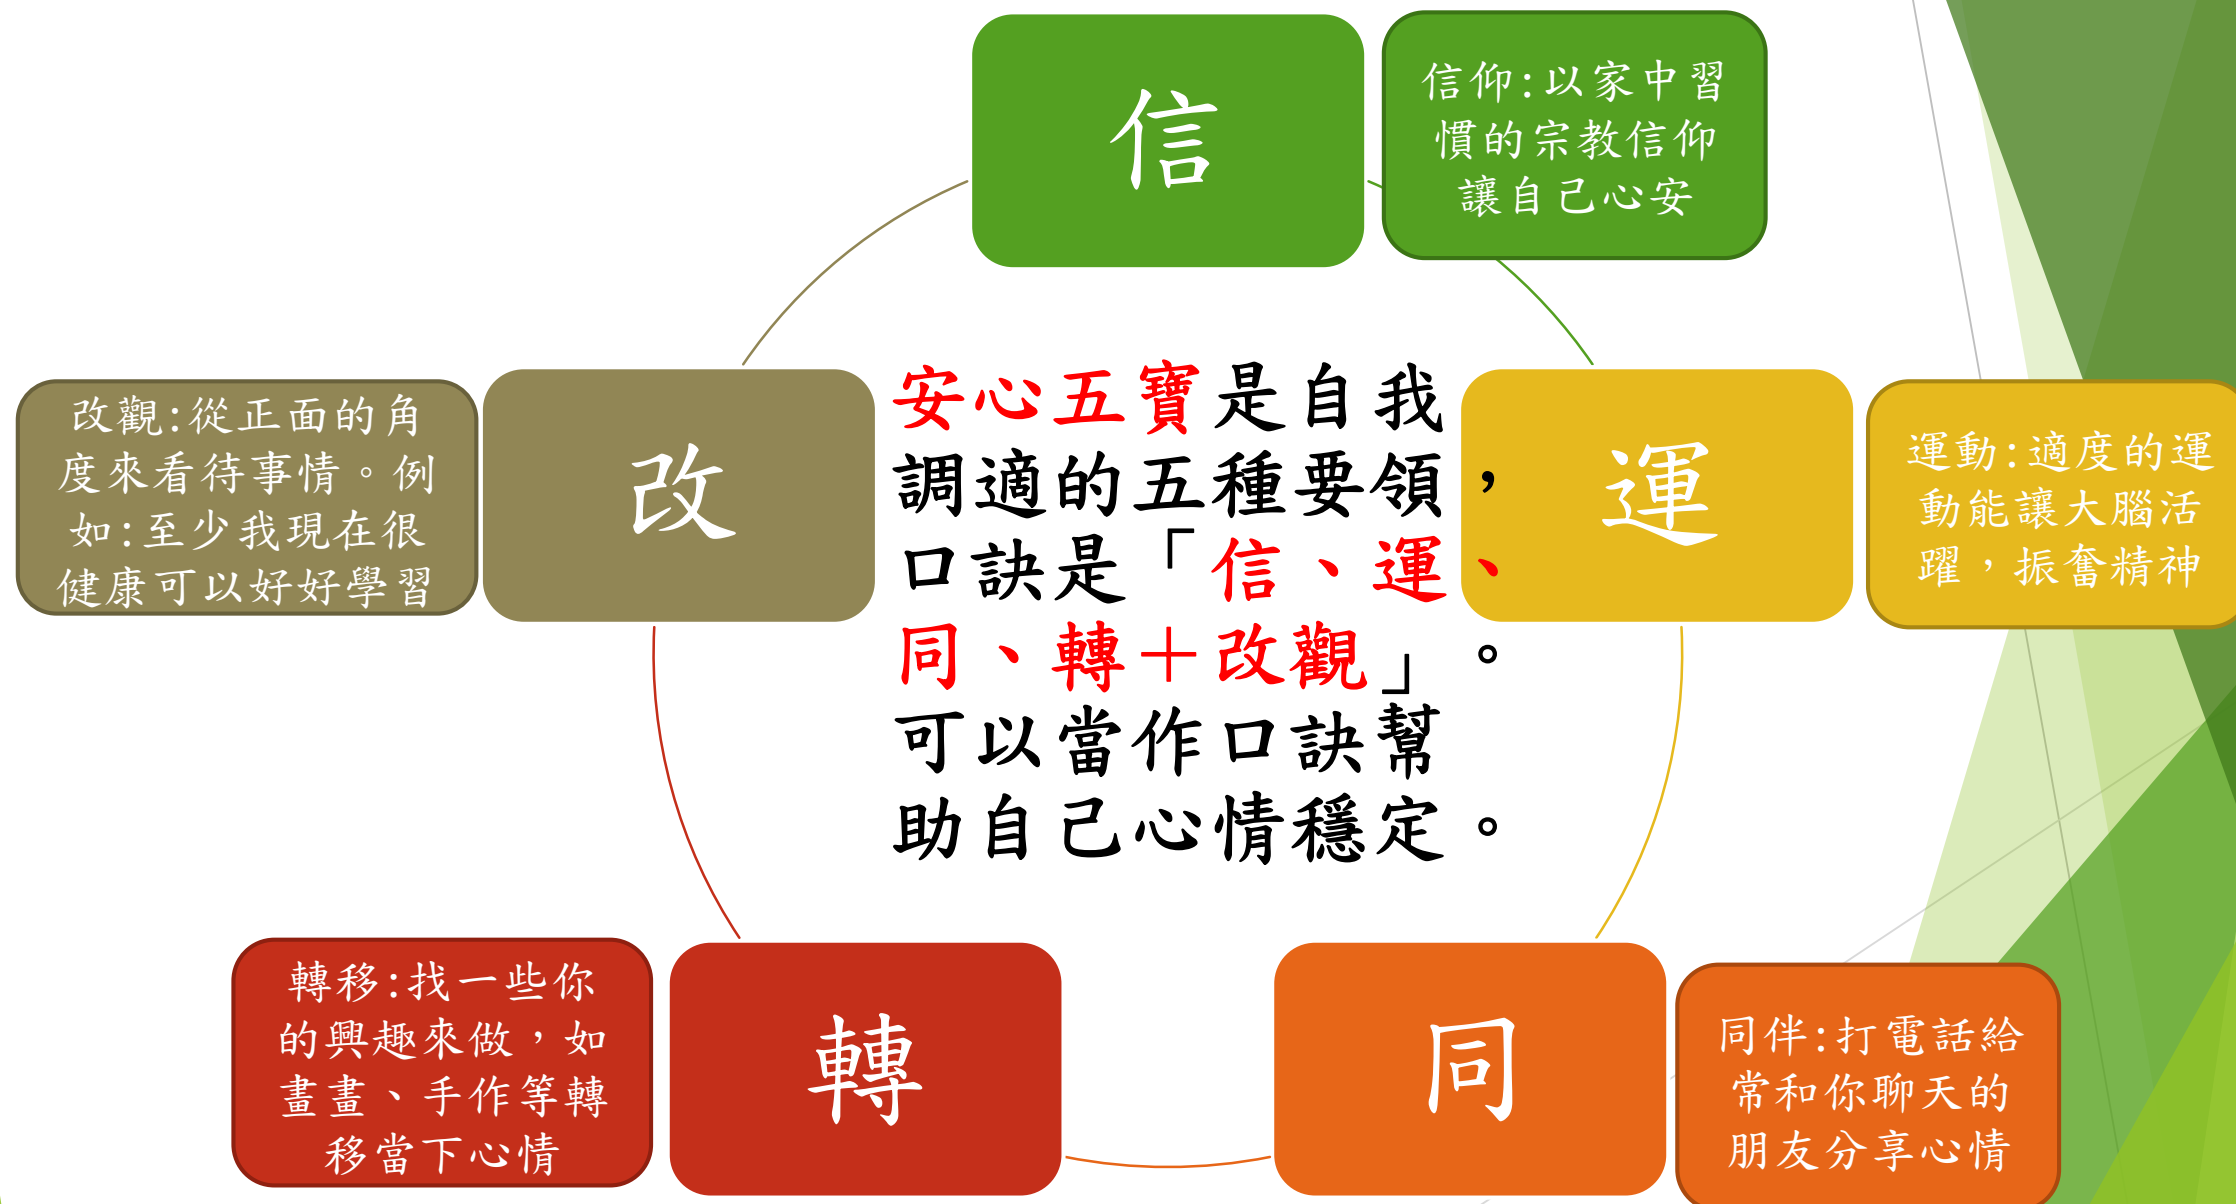 信
信仰:以家中習
慣的宗教信仰
讓自己心安
運
運動:適度的運
動能讓大腦活
躍，振奮精神
同
同伴:打電話給
常和你聊天的
朋友分享心情
轉
轉移:找一些你
的興趣來做，如
畫畫、手作等轉
移當下心情
改
改觀:從正面的角
度來看待事情。例
如:至少我現在很
健康可以好好學習
安心五寶是自我
調適的五種要領，
口訣是「信、運、
同、轉＋改觀」。
可以當作口訣幫
助自己心情穩定。